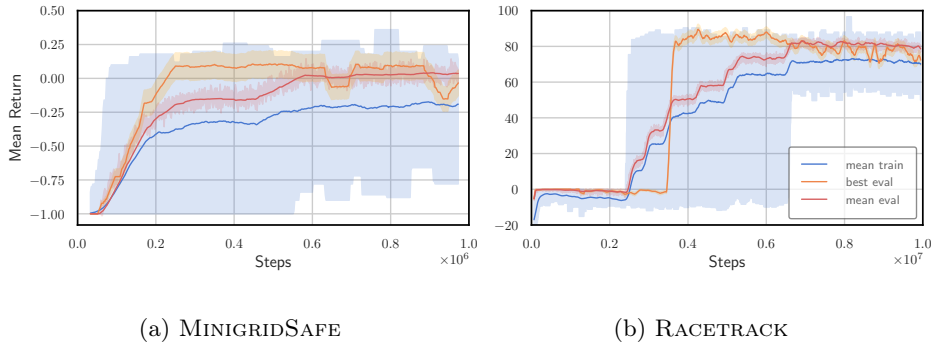 0.50
0.25
0.00
−0.25
−0.50
−0.75
−1.00
Mean Return
0.0 0.2 0.4 0.6 0.8 1.0
Steps
×10⁶
100
80
60
40
20
0
−20
mean train
best eval
mean eval
0.0 0.2 0.4 0.6 0.8 1.0
Steps
×10⁷
(a) MINIGRIDSAFE
(b) RACETRACK